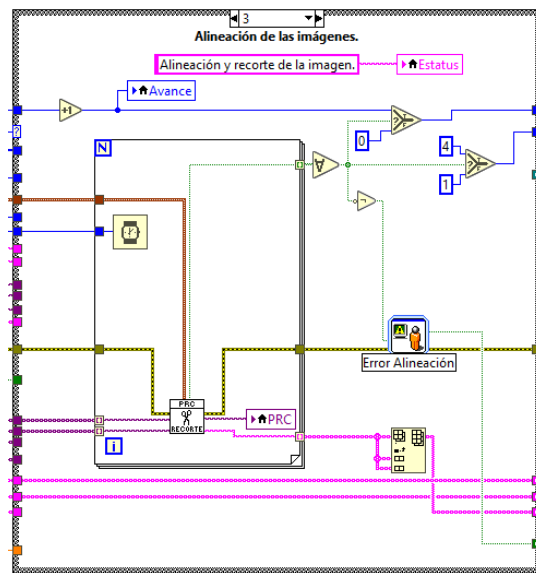 3
Alineación de las imágenes.
Alineación y recorte de la imagen.
Estatus
Avance
+1
?
N
0
4
1
?
?
T
F
A
Error Alineación
PRC
RECORTE
PRC
i